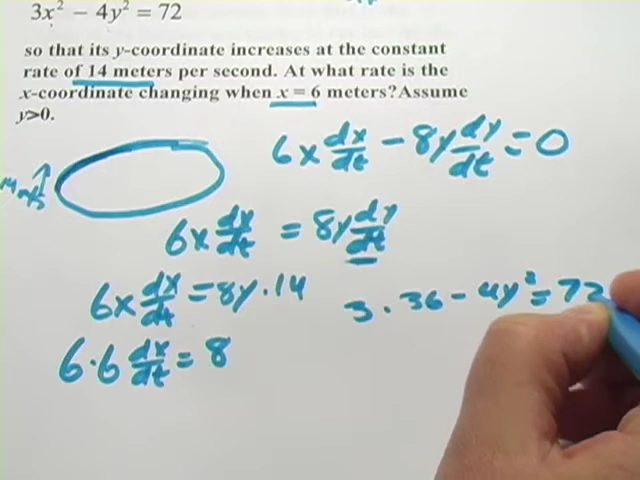 3x² − 4y² = 72
so that its y-coordinate increases at the constant
rate of 14 meters per second. At what rate is the
x-coordinate changing when x = 6 meters? Assume
y>0.
6x dx/dt − 8y dy/dt = 0
6x dx/dt = 8y dy/dt
6x dx/dt = 8y · 14
3 · 36 − 4y² = 72
6 · 6 dx/dt = 8